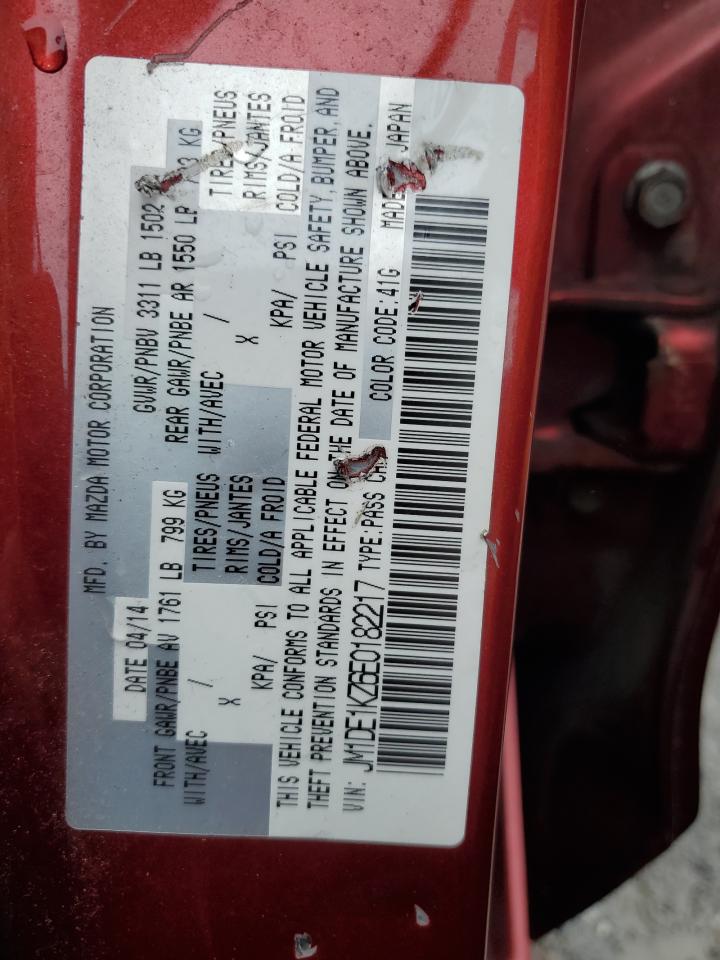 MFD. BY MAZDA MOTOR CORPORATION
DATE 04/14 GVWR/PNBV 3311 LB 1502
FRONT GAWR/PNBE AV 1761 LB 799 KG REAR GAWR/PNBE AR 1550 LB KG
WITH/AVEC TIRES/PNEUS WITH/AVEC TIRES/PNEUS
/ X RIMS/JANTES / X RIMS/JANTES
KPA/ PSI COLD/A FROID KPA/ PSI COLD/A FROID
THIS VEHICLE CONFORMS TO ALL APPLICABLE FEDERAL MOTOR VEHICLE SAFETY BUMPER, AND
THEFT PREVENTION STANDARDS IN EFFECT ON THE DATE OF MANUFACTURE SHOWN ABOVE.
VIN: JM1DE1KZ6E0182217 TYPE:PASS COLOR CODE:41G MADE JAPAN